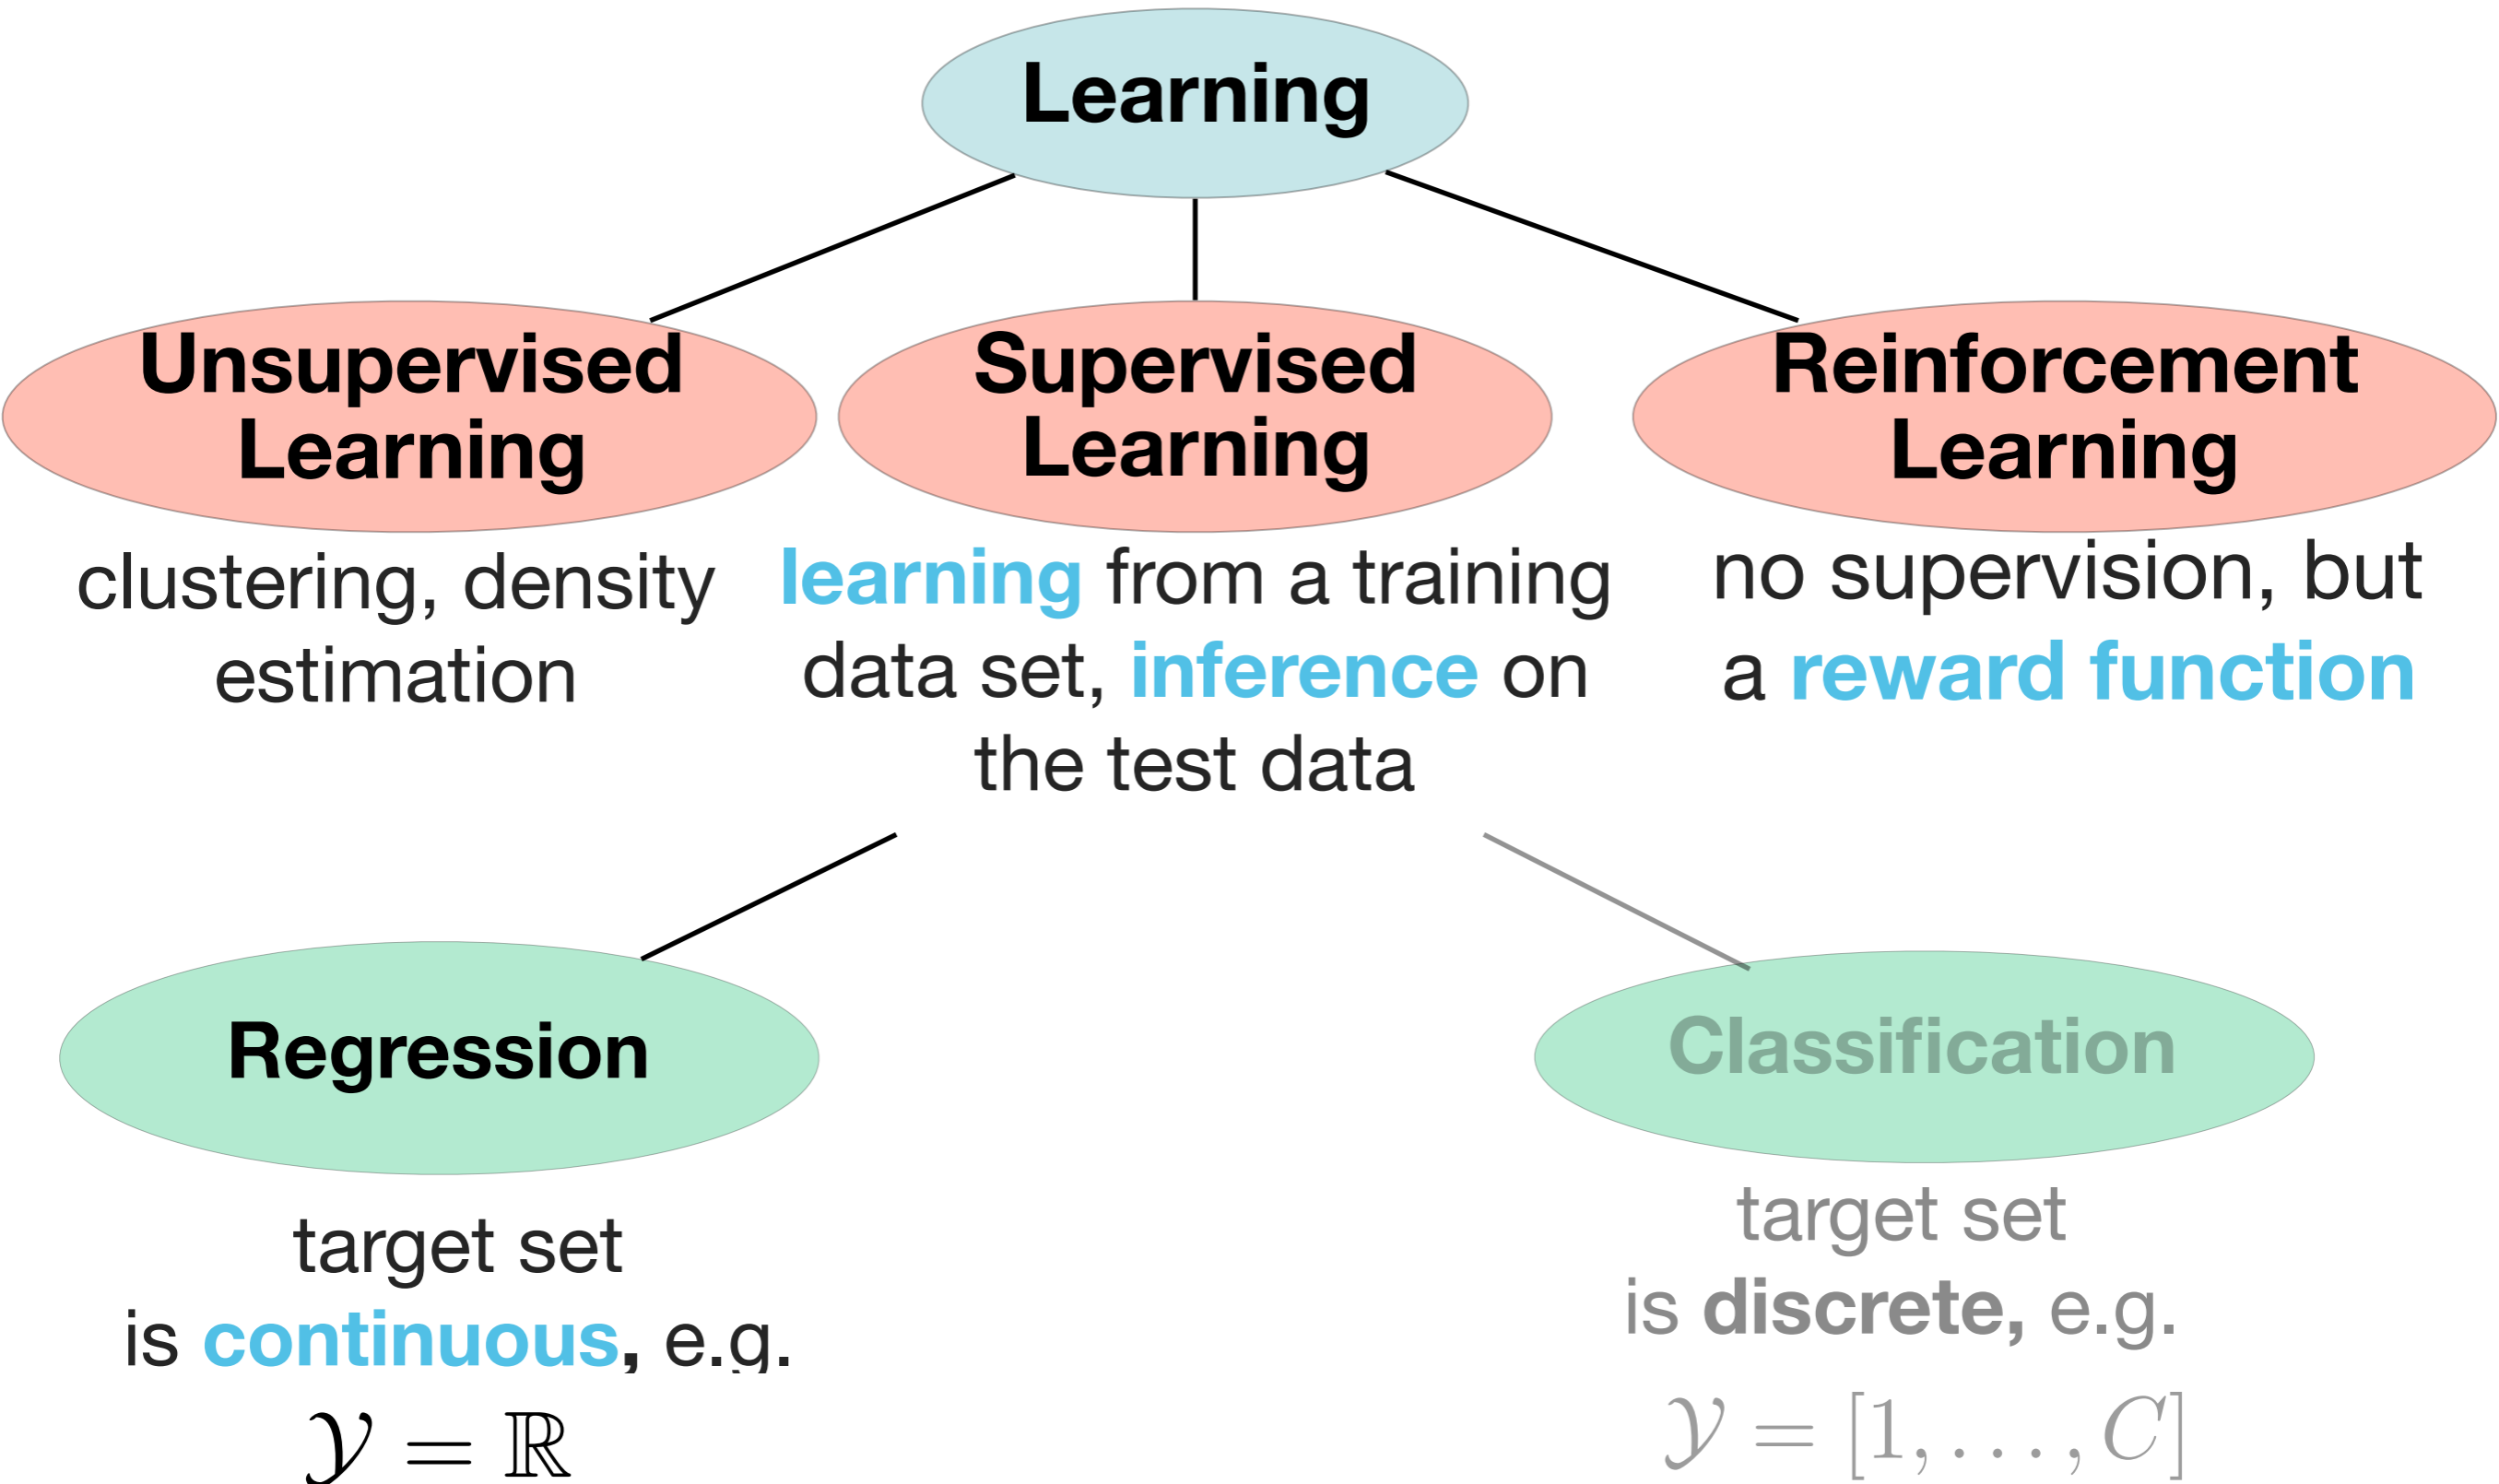 Learning
Unsupervised
Learning
Supervised
Learning
Reinforcement
Learning
clustering, density
estimation
learning from a training
data set, inference on
the test data
no supervision, but
a reward function
Regression
Classification
target set
is continuous, e.g.
𝒴 = ℝ
target set
is discrete, e.g.
𝒴 = [1, . . . , C]